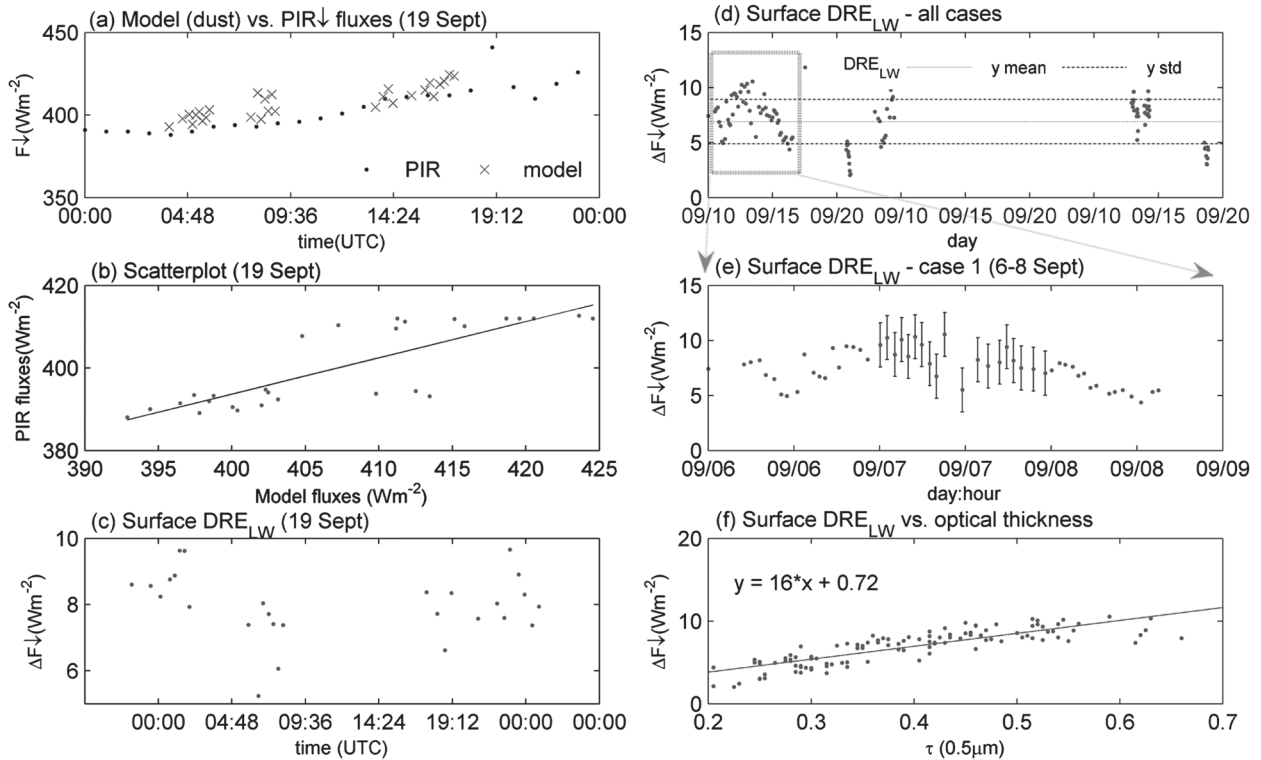 (a) Model (dust) vs. PIR↓ fluxes (19 Sept)
450
400
350
F↓(Wm-2)
PIR
model
00:00 04:48 09:36 14:24 19:12 00:00
time(UTC)
(b) Scatterplot (19 Sept)
420
400
380
PIR fluxes(Wm-2)
390 395 400 405 410 415 420 425
Model fluxes (Wm-2)
(c) Surface DRELW (19 Sept)
10
8
6
ΔF↓(Wm-2)
00:00 04:48 09:36 14:24 19:12 00:00 00:00
time (UTC)
(d) Surface DRELW - all cases
15
10
5
0
ΔF↓(Wm-2)
DRELW y mean y std
09/10 09/15 09/20 09/10 09/15 09/20 09/10 09/15 09/20
day
(e) Surface DRELW - case 1 (6-8 Sept)
15
10
5
0
ΔF↓(Wm-2)
09/06 09/06 09/07 09/07 09/08 09/08 09/09
day:hour
(f) Surface DRELW vs. optical thickness
20
10
0
ΔF↓(Wm-2)
y = 16*x + 0.72
0.2 0.3 0.4 0.5 0.6 0.7
τ (0.5μm)